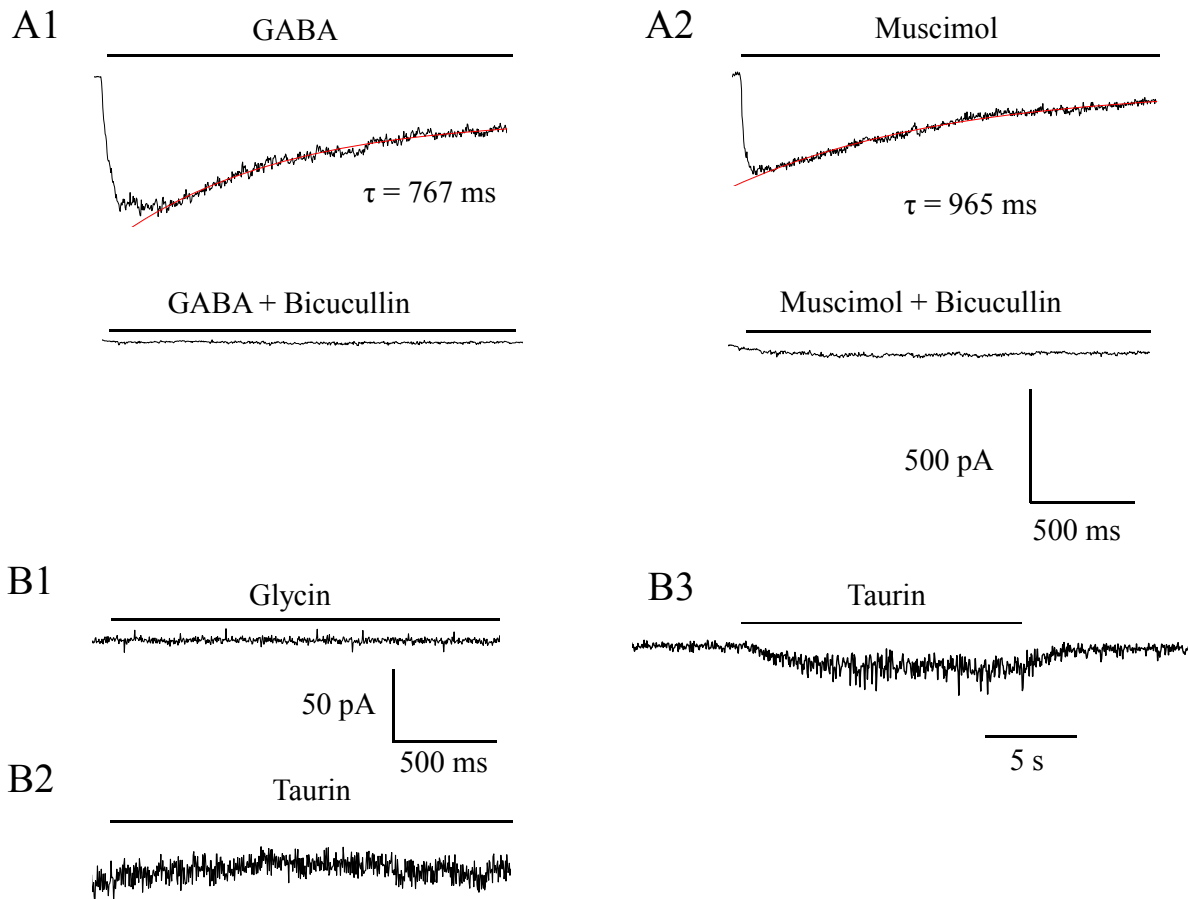 A1
GABA
τ = 767 ms
GABA + Bicucullin
A2
Muscimol
τ = 965 ms
Muscimol + Bicucullin
500 pA
500 ms
B1
Glycin
50 pA
500 ms
B2
Taurin
B3
Taurin
5 s